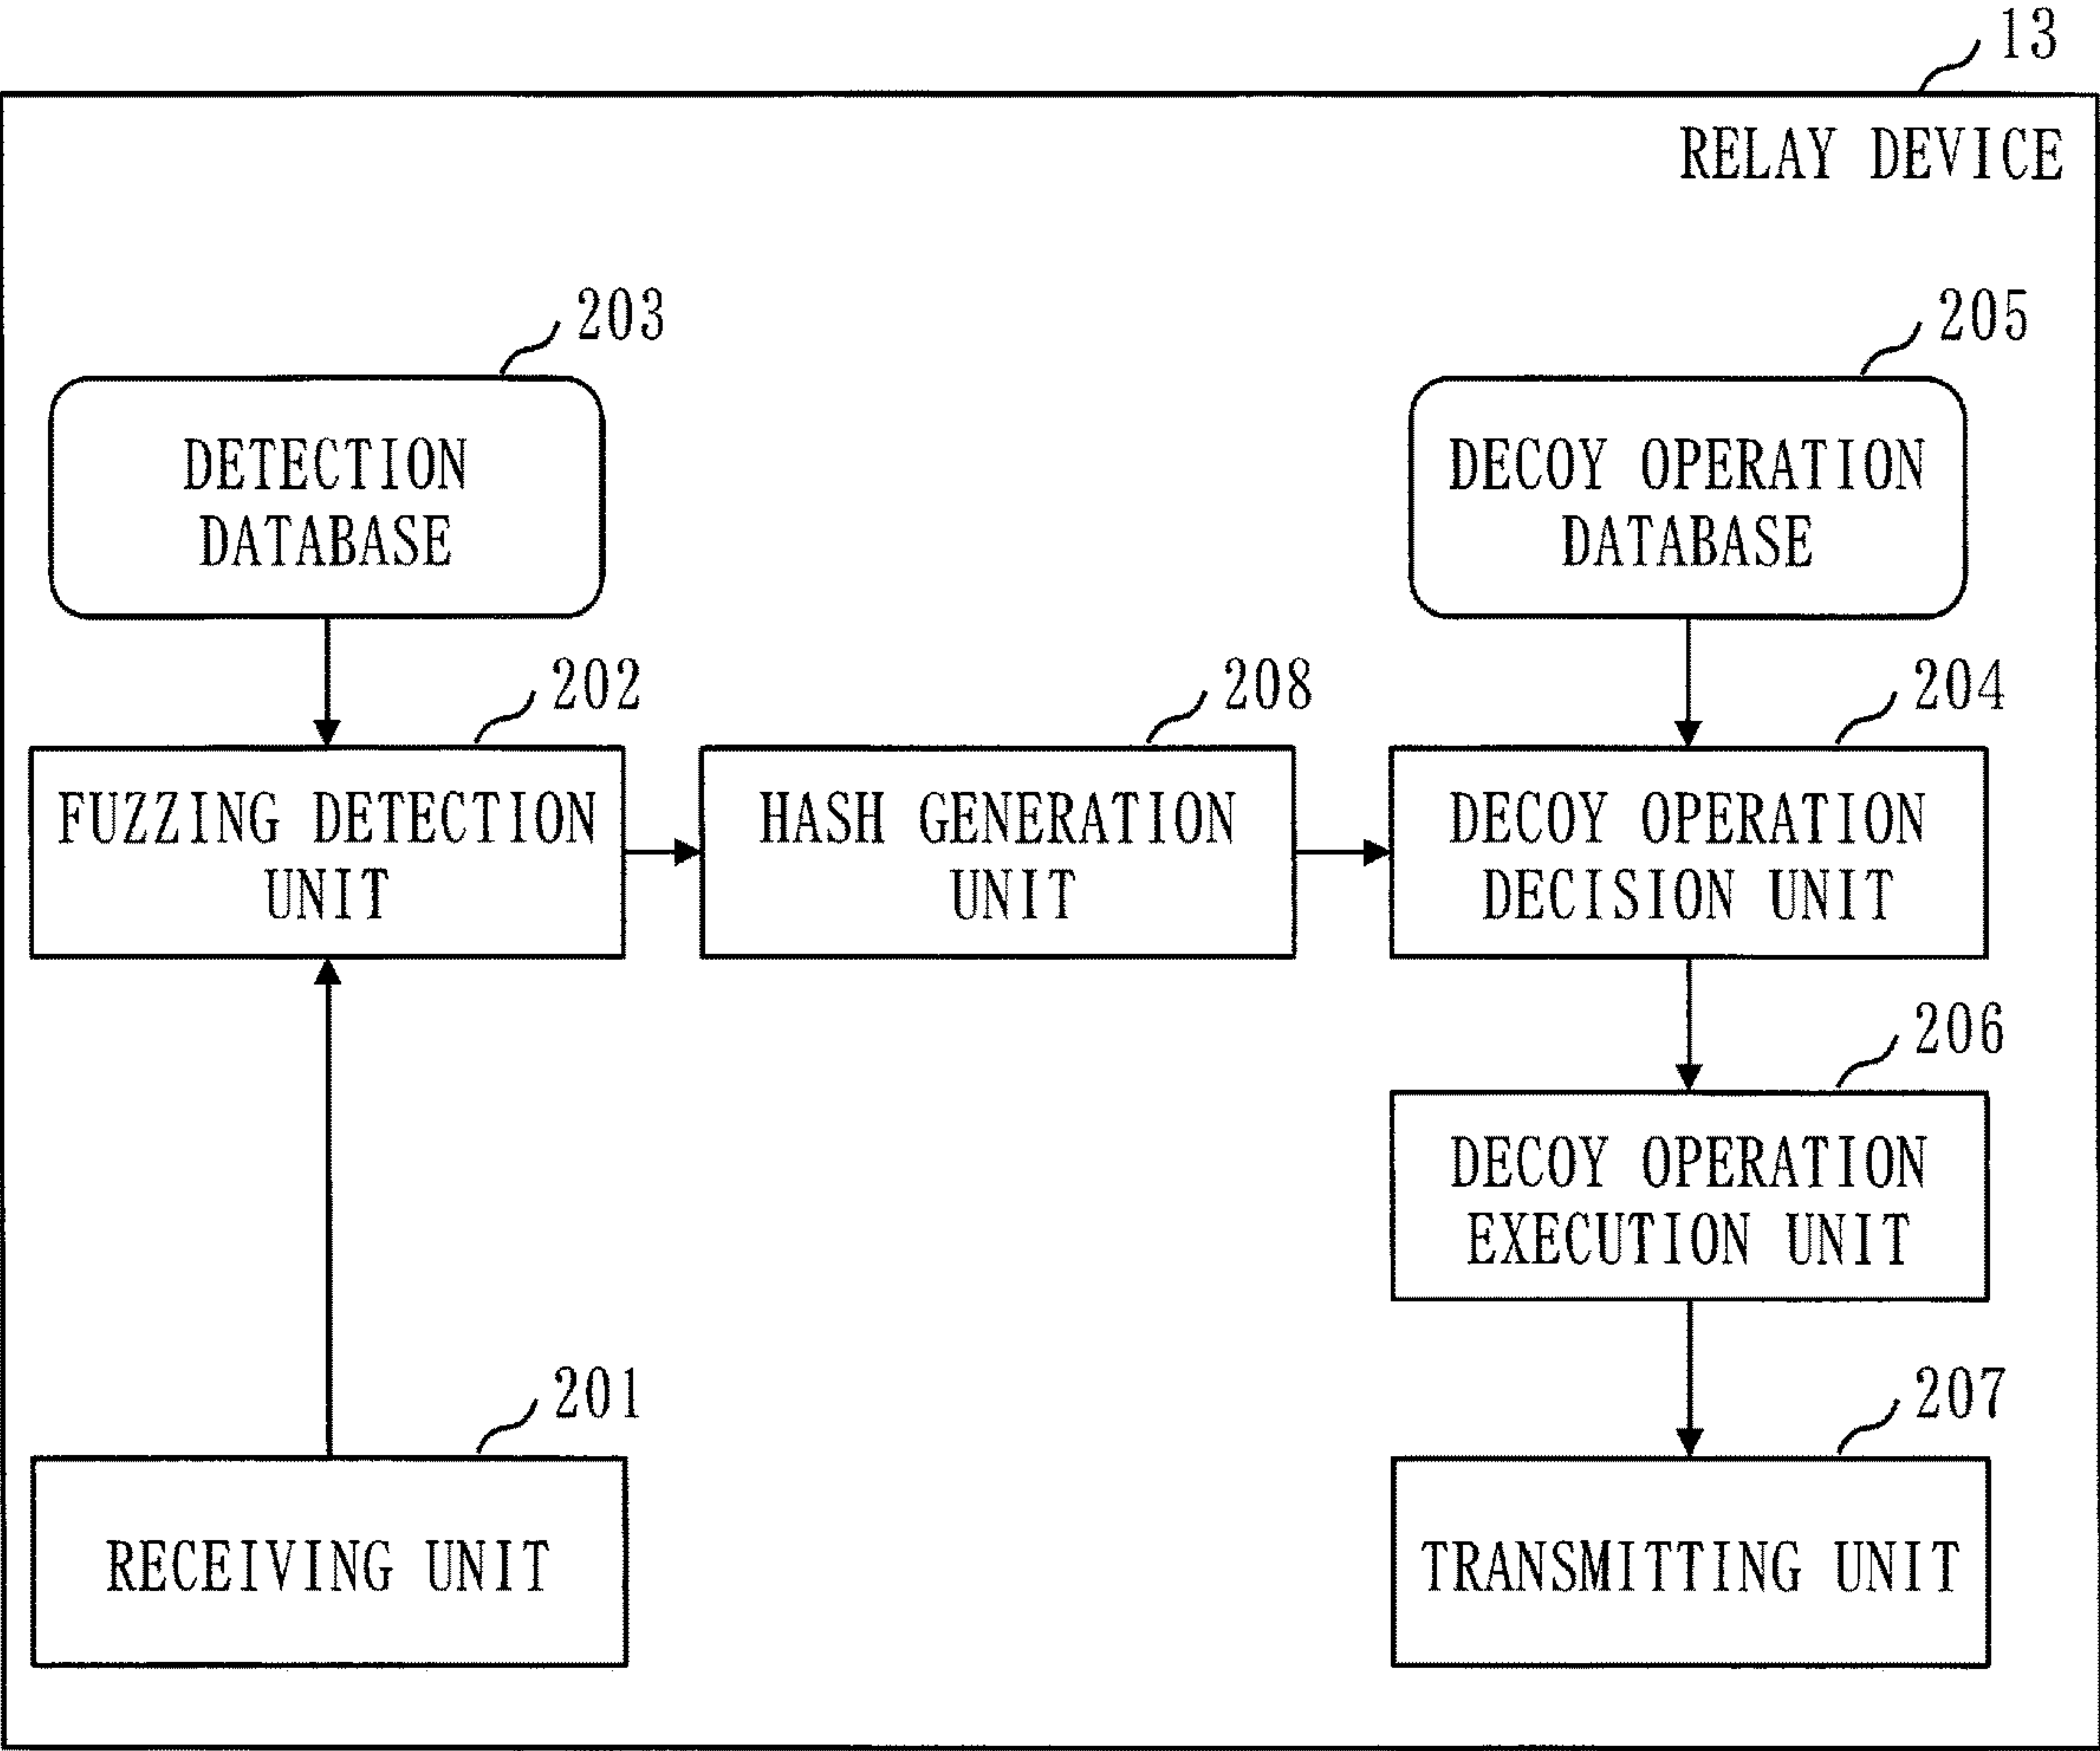 13
RELAY DEVICE
203
205
DETECTION
DATABASE
DECOY OPERATION
DATABASE
202
208
204
FUZZING DETECTION
UNIT
HASH GENERATION
UNIT
DECOY OPERATION
DECISION UNIT
206
DECOY OPERATION
EXECUTION UNIT
201
207
RECEIVING UNIT
TRANSMITTING UNIT